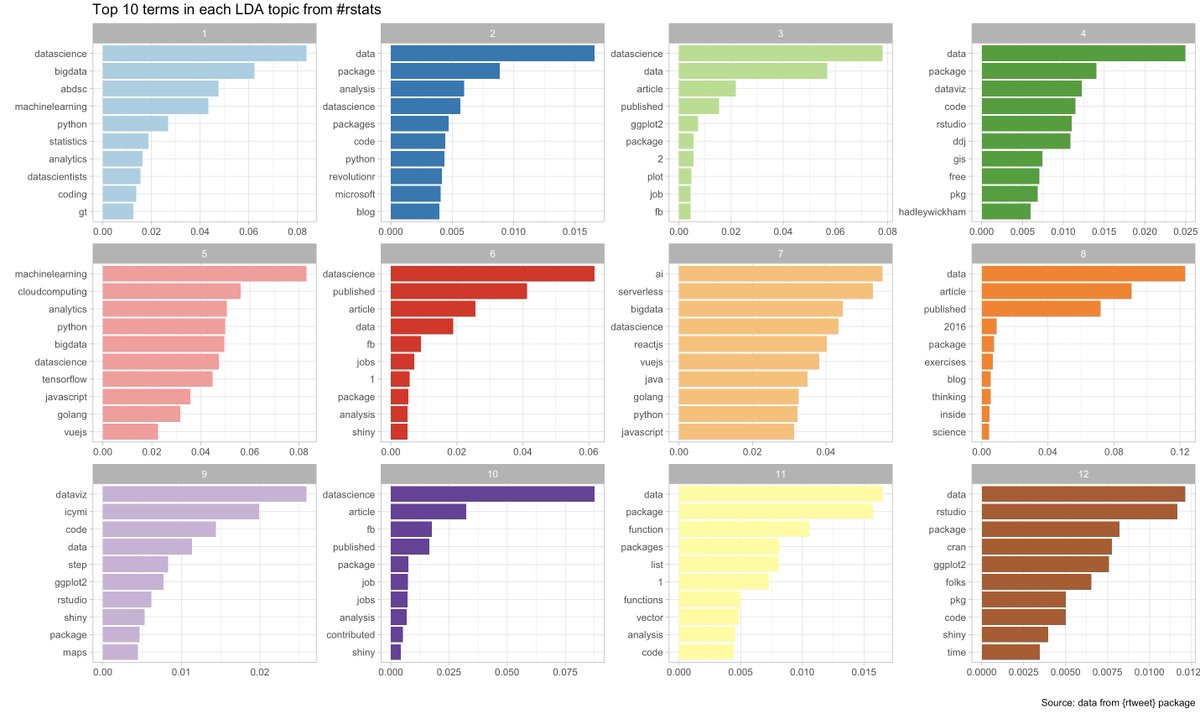 Top 10 terms in each LDA topic from #rstats
1
datascience
bigdata
abdsc
machinelearning
python
statistics
analytics
datascientists
coding
gt
0.00 0.02 0.04 0.06 0.08
2
data
package
analysis
datascience
packages
code
python
revolutionr
microsoft
blog
0.000 0.005 0.010 0.015
3
datascience
data
article
published
ggplot2
package
2
plot
job
fb
0.00 0.02 0.04 0.06 0.08
4
data
package
dataviz
code
rstudio
ddj
gis
free
pkg
hadleywickham
0.000 0.005 0.010 0.015 0.020 0.025
5
machinelearning
cloudcomputing
analytics
python
bigdata
datascience
tensorflow
javascript
golang
vuejs
0.00 0.02 0.04 0.06 0.08
6
datascience
published
article
data
fb
jobs
1
package
analysis
shiny
0.00 0.02 0.04 0.06
7
ai
serverless
bigdata
datascience
reactjs
vuejs
java
golang
python
javascript
0.00 0.02 0.04
8
data
article
published
2016
package
exercises
blog
thinking
inside
science
0.00 0.04 0.08 0.12
9
dataviz
icymi
code
data
step
ggplot2
rstudio
shiny
package
maps
0.00 0.01 0.02
10
datascience
article
fb
published
package
job
jobs
analysis
contributed
shiny
0.000 0.025 0.050 0.075
11
data
package
function
packages
list
1
functions
vector
analysis
code
0.000 0.005 0.010 0.015
12
data
rstudio
package
cran
ggplot2
folks
pkg
code
shiny
time
0.0000 0.0025 0.0050 0.0075 0.0100 0.012
Source: data from {rtweet} package